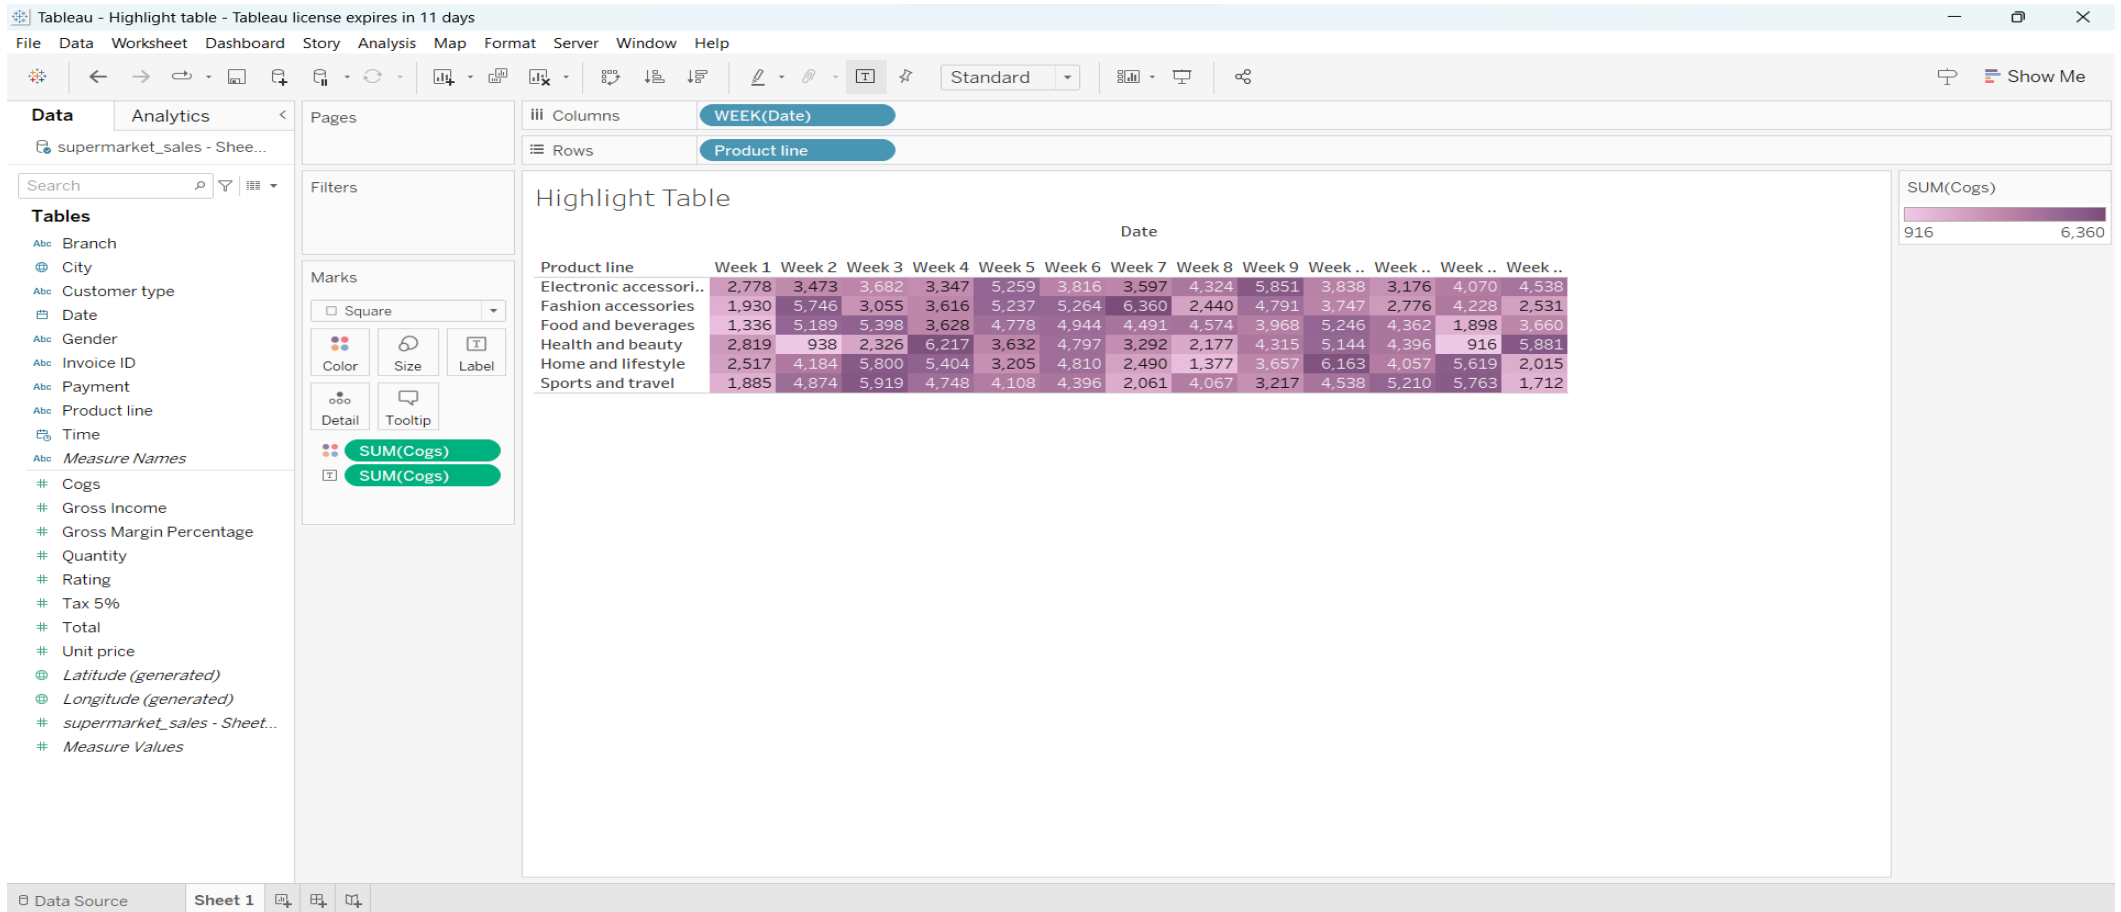 Tableau - Highlight table - Tableau license expires in 11 days
File Data Worksheet Dashboard Story Analysis Map Format Server Window Help
Standard
Show Me
Data Analytics
supermarket_sales - Shee...
Search
Tables
Abc Branch
City
Abc Customer type
Date
Abc Gender
Abc Invoice ID
Abc Payment
Abc Product line
Time
Abc Measure Names
# Cogs
# Gross Income
# Gross Margin Percentage
# Quantity
# Rating
# Tax 5%
# Total
# Unit price
Latitude (generated)
Longitude (generated)
# supermarket_sales - Sheet...
# Measure Values
Pages
Filters
Marks
Square
Color Size Label
Detail Tooltip
SUM(Cogs)
SUM(Cogs)
Columns WEEK(Date)
Rows Product line
Highlight Table
Date
Product line Week 1 Week 2 Week 3 Week 4 Week 5 Week 6 Week 7 Week 8 Week 9 Week .. Week .. Week .. Week ..
Electronic accessori.. 2,778 3,473 3,682 3,347 5,259 3,816 3,597 4,324 5,851 3,838 3,176 4,070 4,538
Fashion accessories 1,930 5,746 3,055 3,616 5,237 5,264 6,360 2,440 4,791 3,747 2,776 4,228 2,531
Food and beverages 1,336 5,189 5,398 3,628 4,778 4,944 4,491 4,574 3,968 5,246 4,362 1,898 3,660
Health and beauty 2,819 938 2,326 6,217 3,632 4,797 3,292 2,177 4,315 5,144 4,396 916 5,881
Home and lifestyle 2,517 4,184 5,800 5,404 3,205 4,810 2,490 1,377 3,657 6,163 4,057 5,619 2,015
Sports and travel 1,885 4,874 5,919 4,748 4,108 4,396 2,061 4,067 3,217 4,538 5,210 5,763 1,712
SUM(Cogs)
916 6,360
Data Source Sheet 1